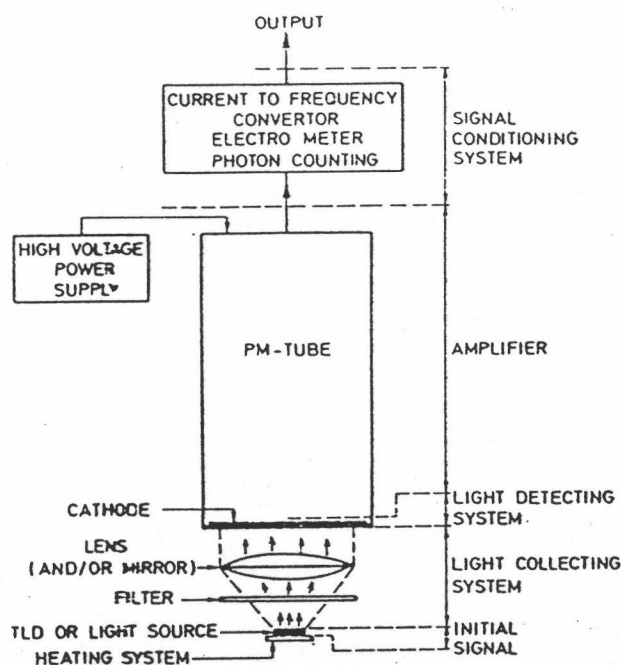 OUTPUT
CURRENT TO FREQUENCY
CONVERTOR
ELECTRO METER
PHOTON COUNTING
SIGNAL
CONDITIONING
SYSTEM
HIGH VOLTAGE
POWER
SUPPLY
PM-TUBE
AMPLIFIER
CATHODE
LIGHT DETECTING
SYSTEM
LENS
(AND/OR MIRROR)
LIGHT COLLECTING
SYSTEM
FILTER
TLD OR LIGHT SOURCE
INITIAL
SIGNAL
HEATING SYSTEM